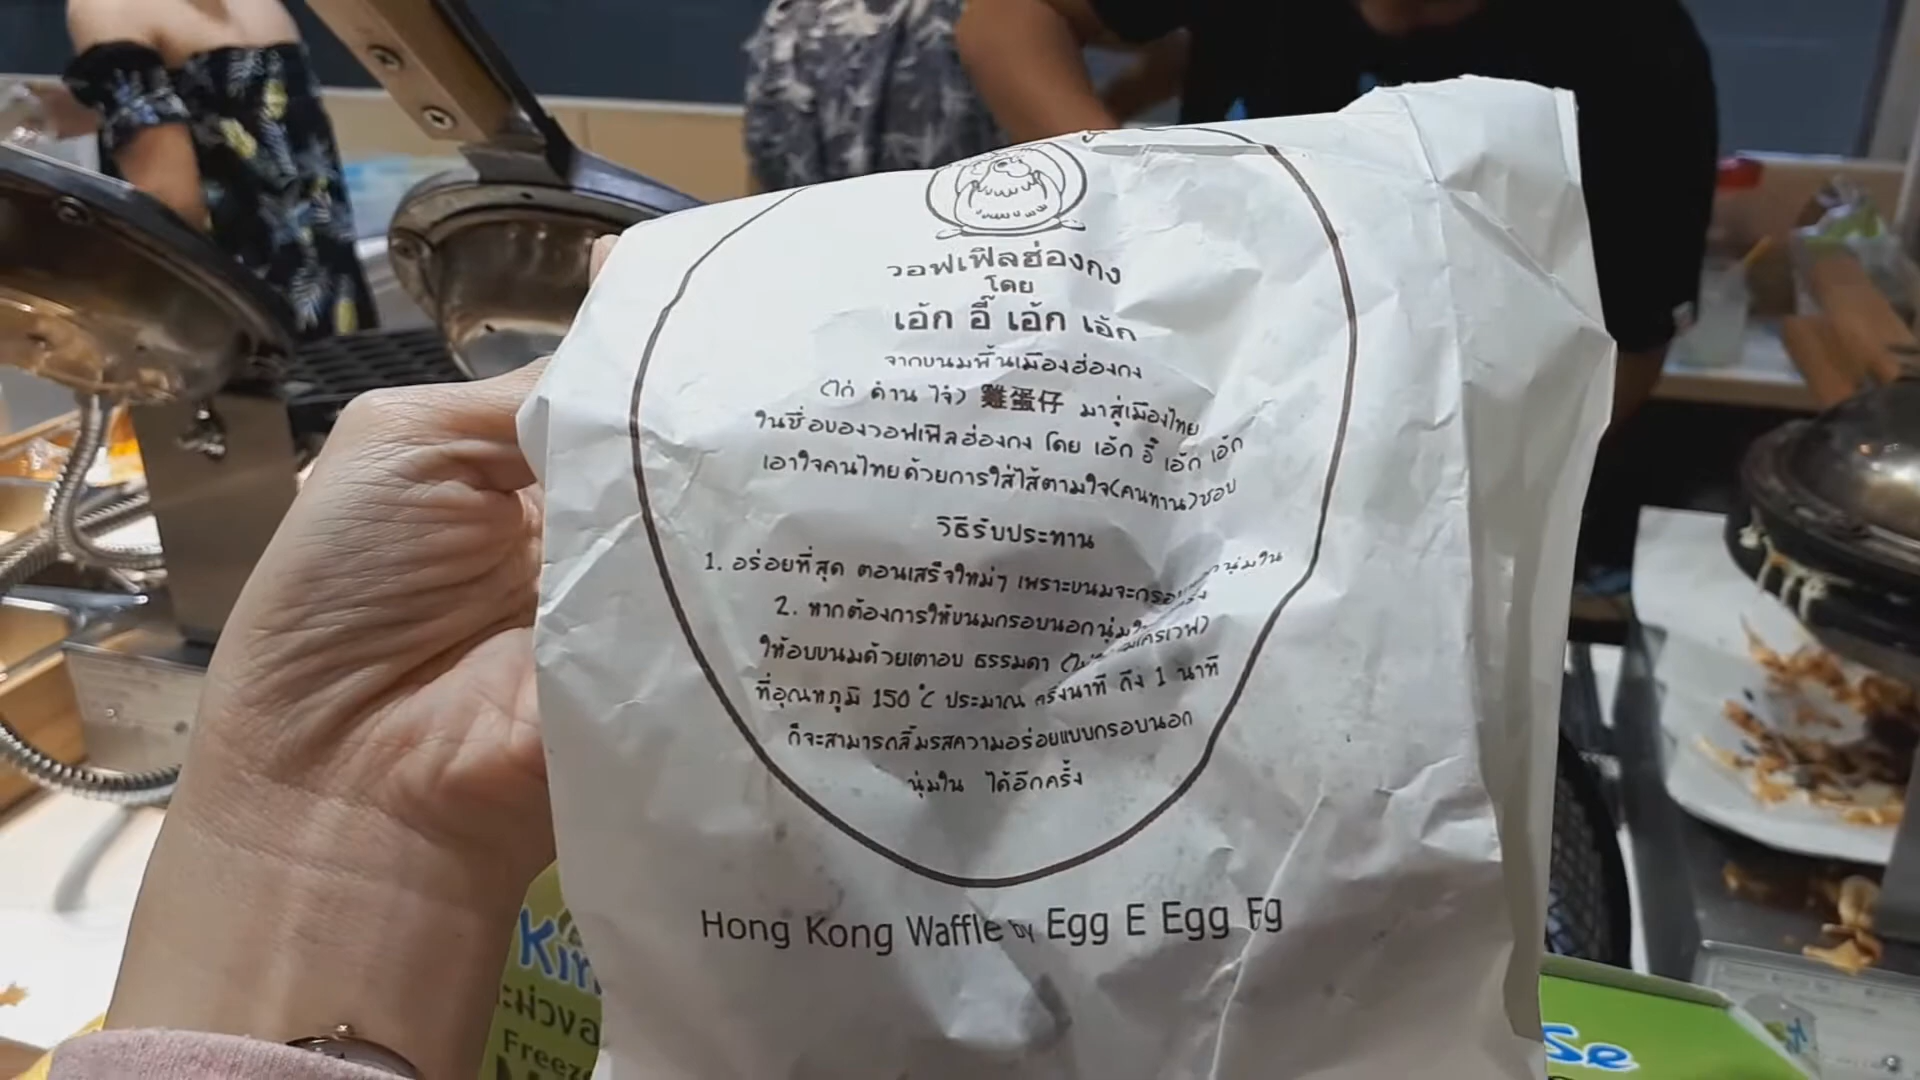 วอฟเฟิลฮ่องกง
โดย
เอ้ก อี๊ เอ้ก เอ้ก
จากขนมพื้นเมืองฮ่องกง
(ไก่ ด้าน ไจ๋) 雞蛋仔 มาสู่เมืองไทย
ในชื่อของวอฟเฟิลฮ่องกง โดย เอ้ก อี๊ เอ้ก เอ้ก
เอาใจคนไทยด้วยการใส่ไส้ตามใจ(คนทาน)ชอบ
วิธีรับประทาน
1. อร่อยที่สุด ตอนเสร็จใหม่ๆ เพราะขนมจะกรอบ นุ่มใน
2. หากต้องการให้ขนมกรอบนอกนุ่มใน
ให้อบขนมด้วยเตาอบ ธรรมดา (ไมโครเวฟ)
ที่อุณหภูมิ 150 °C ประมาณ ครึ่งนาที ถึง 1 นาที
ก็จะสามารถลิ้มรสความอร่อยแบบกรอบนอก
นุ่มใน ได้อีกครั้ง
Hong Kong Waffle by Egg E Egg Eg
Freeze